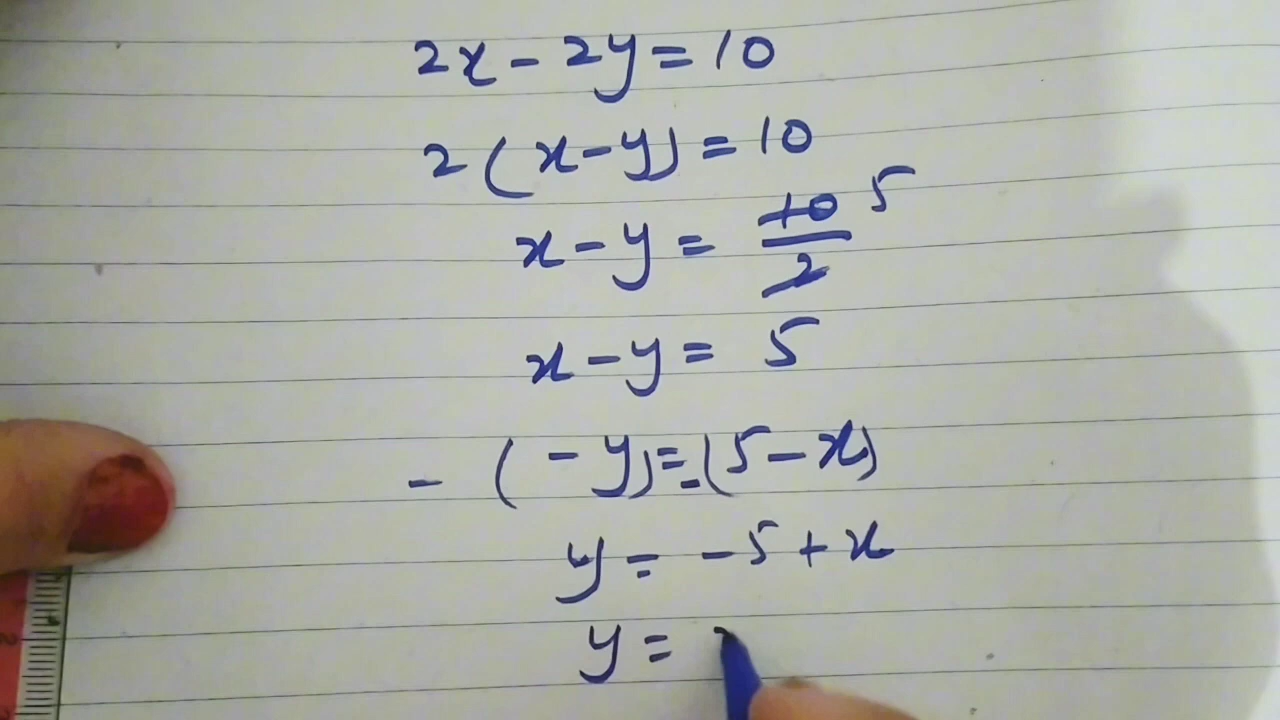 2x - 2y = 10
2(x-y) = 10
x - y = 10/2 5
x - y = 5
- (-y) = -(5-x)
y = -5 + x
y =